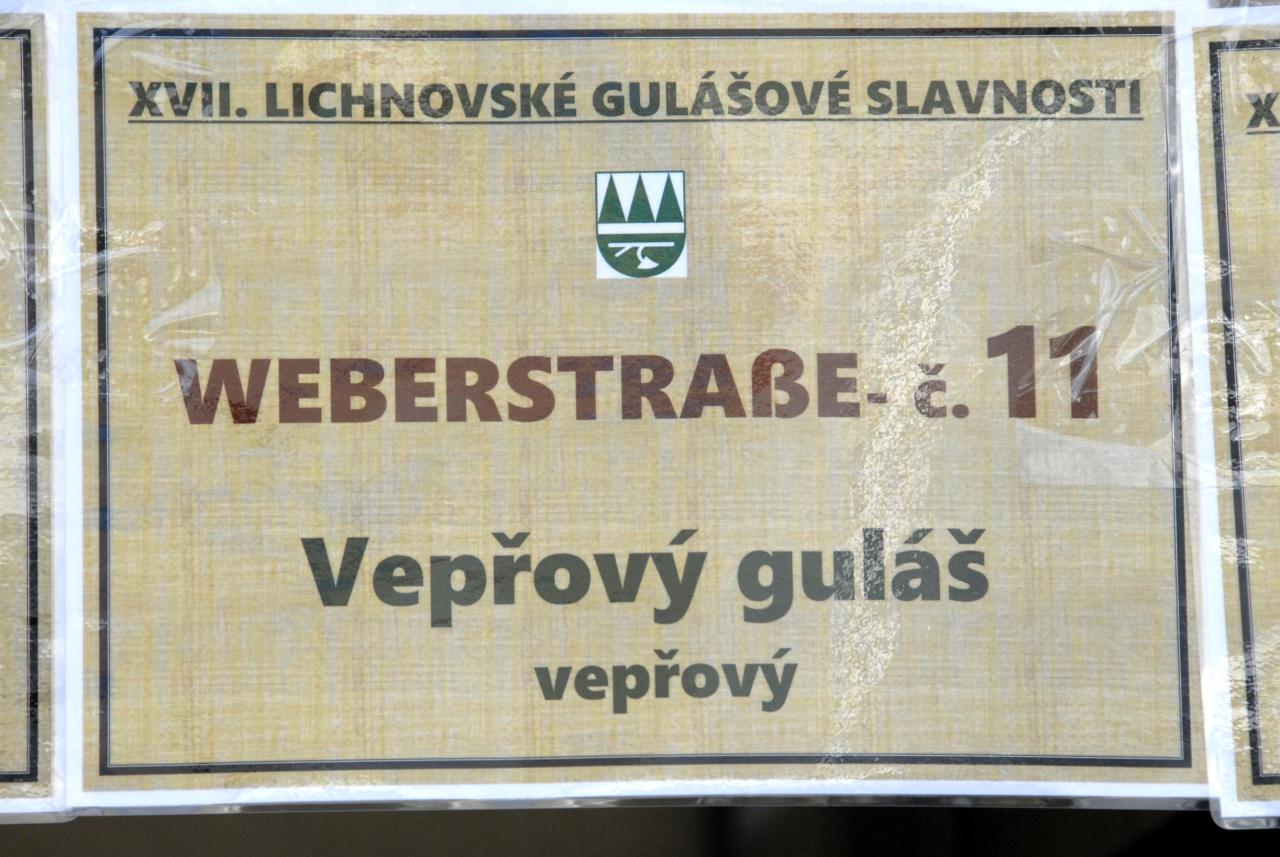 XVII. LICHNOVSKÉ GULÁŠOVÉ SLAVNOSTI
WEBERSTRAßE- č. 11
Vepřový guláš
vepřový
X